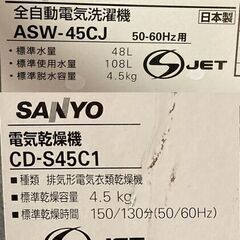 全自動電気洗濯機
日本製
ASW-45CJ 50-60Hz用
・標準水量 48L
・標準使用水量 108L
・標準脱水容量 4.5kg
S JET
SANYO
電気乾燥機
CD-S45C1
■種類 排気形電気衣類乾燥機
■標準乾燥容量 4.5kg
■標準乾燥時間 150/130分(50/60Hz)
JET